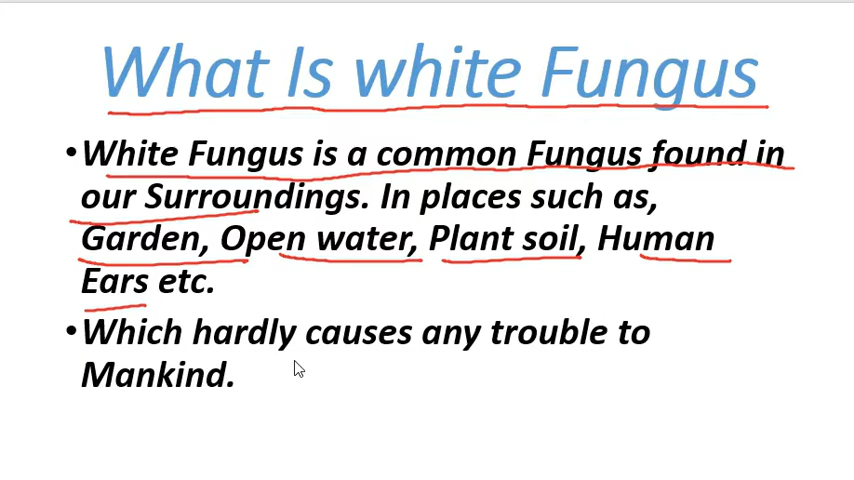 What Is white Fungus
•White Fungus is a common Fungus found in
our Surroundings. In places such as,
Garden, Open water, Plant soil, Human
Ears etc.
•Which hardly causes any trouble to
Mankind.